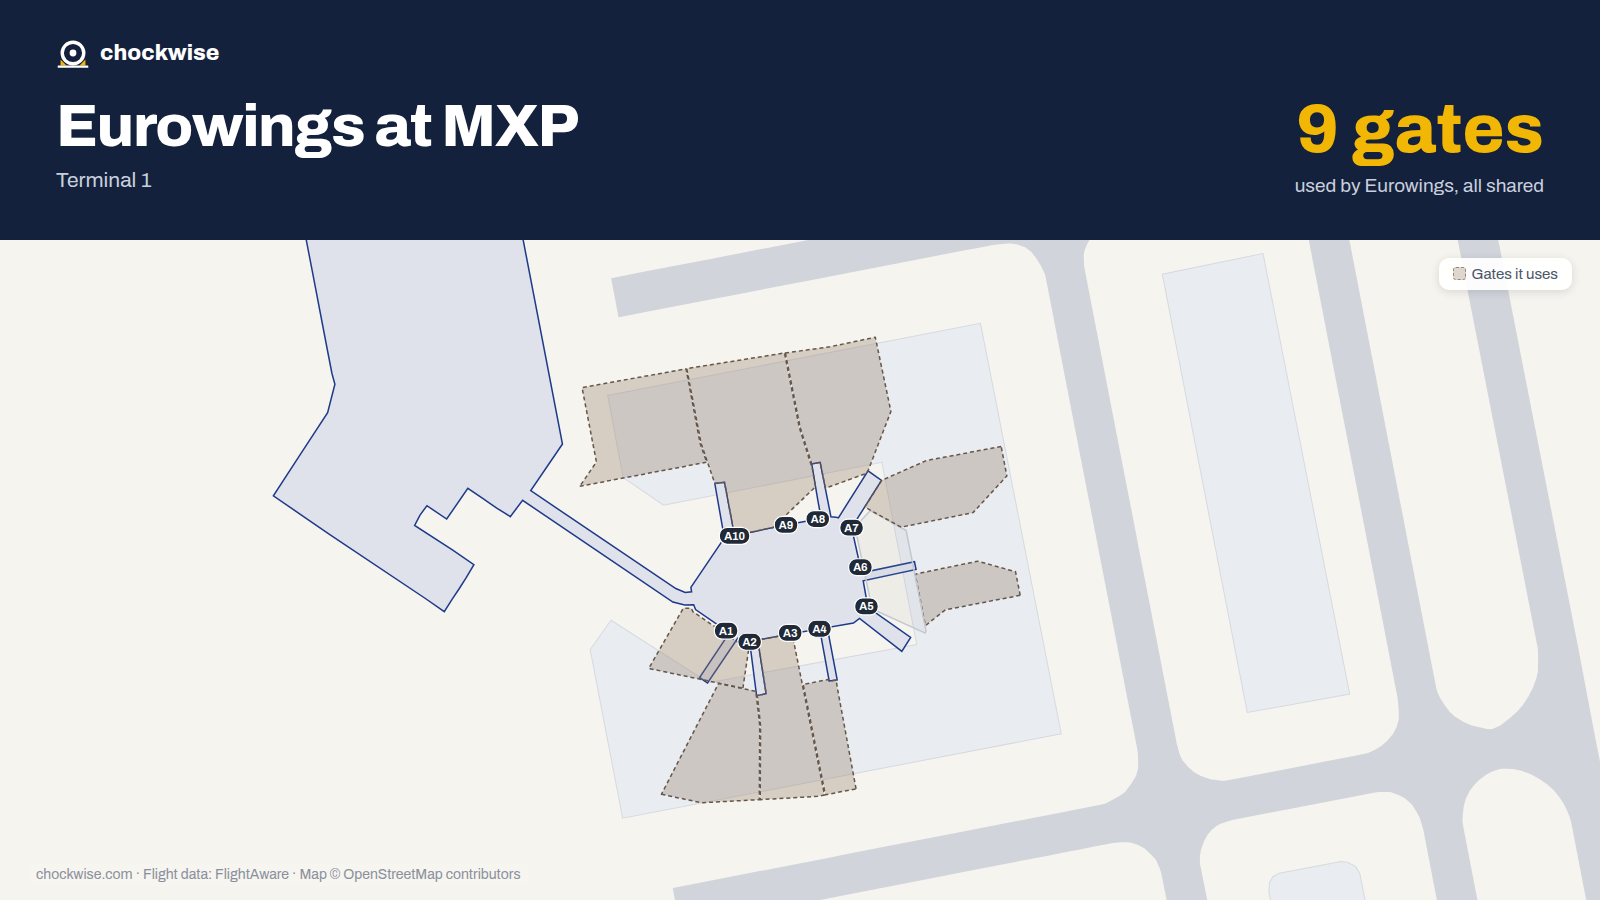 chockwise
Eurowings at MXP
Terminal 1
9 gates
used by Eurowings, all shared
Gates it uses
A10
A9
A8
A7
A6
A5
A1
A2
A3
A4
chockwise.com · Flight data: FlightAware · Map © OpenStreetMap contributors